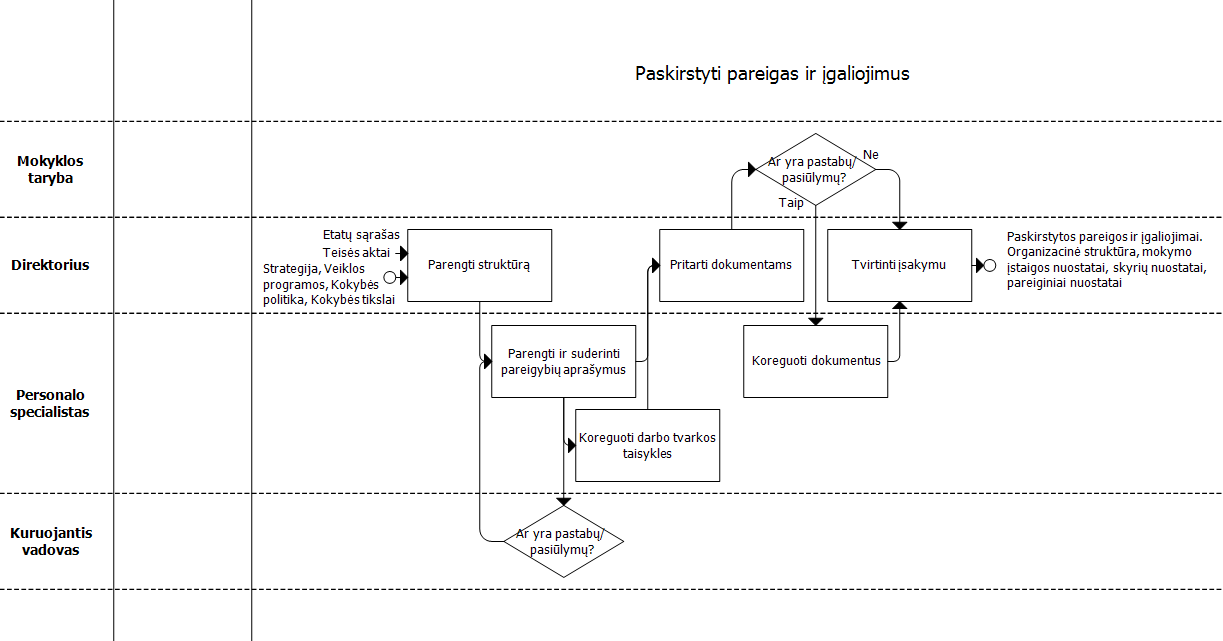 Paskirstyti pareigas ir įgaliojimus
Mokyklos
taryba
Ar yra pastabų/
pasiūlymų?
Ne
Taip
Direktorius
Etatų sąrašas
Teisės aktai
Strategija, Veiklos
programos, Kokybės
politika, Kokybės tikslai
Parengti struktūrą
Pritarti dokumentams
Tvirtinti įsakymu
Paskirstytos pareigos ir įgaliojimai.
Organizacinė struktūra, mokymo
įstaigos nuostatai, skyrių nuostatai,
pareiginiai nuostatai
Personalo
specialistas
Parengti ir suderinti
pareigybių aprašymus
Koreguoti dokumentus
Koreguoti darbo tvarkos
taisykles
Kuruojantis
vadovas
Ar yra pastabų/
pasiūlymų?